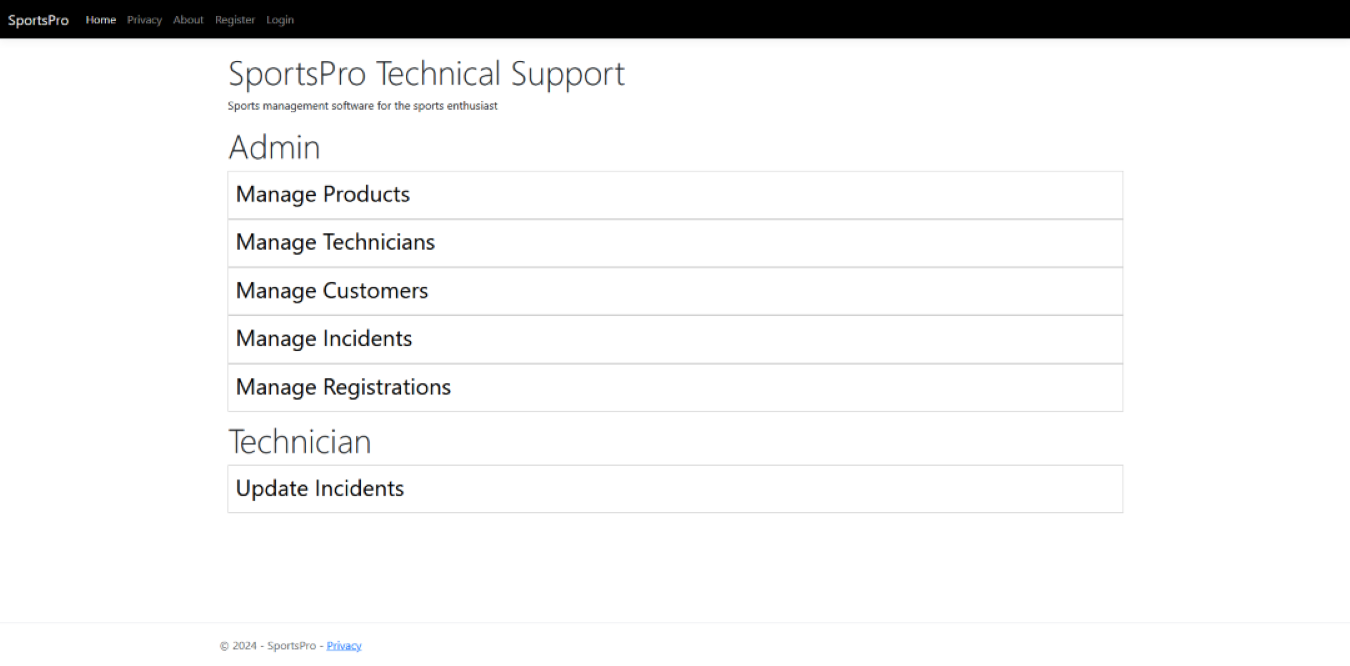 SportsPro Home Privacy About Register Login
SportsPro Technical Support
Sports management software for the sports enthusiast
Admin
Manage Products
Manage Technicians
Manage Customers
Manage Incidents
Manage Registrations
Technician
Update Incidents
© 2024 - SportsPro - Privacy